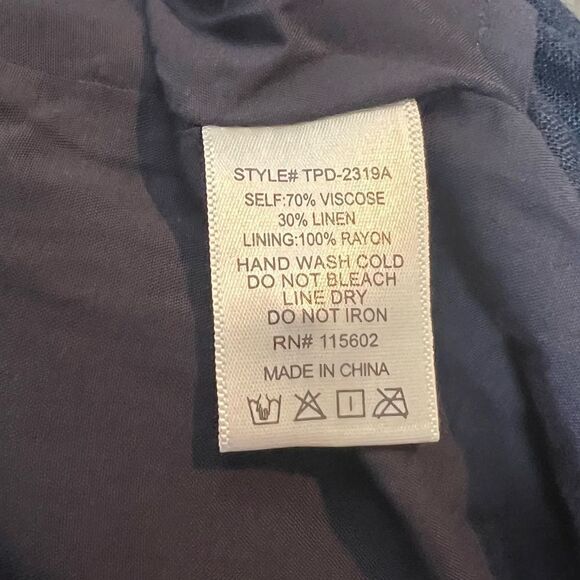 STYLE# TPD-2319A
SELF:70% VISCOSE
30% LINEN
LINING:100% RAYON
HAND WASH COLD
DO NOT BLEACH
LINE DRY
DO NOT IRON
RN# 115602
MADE IN CHINA